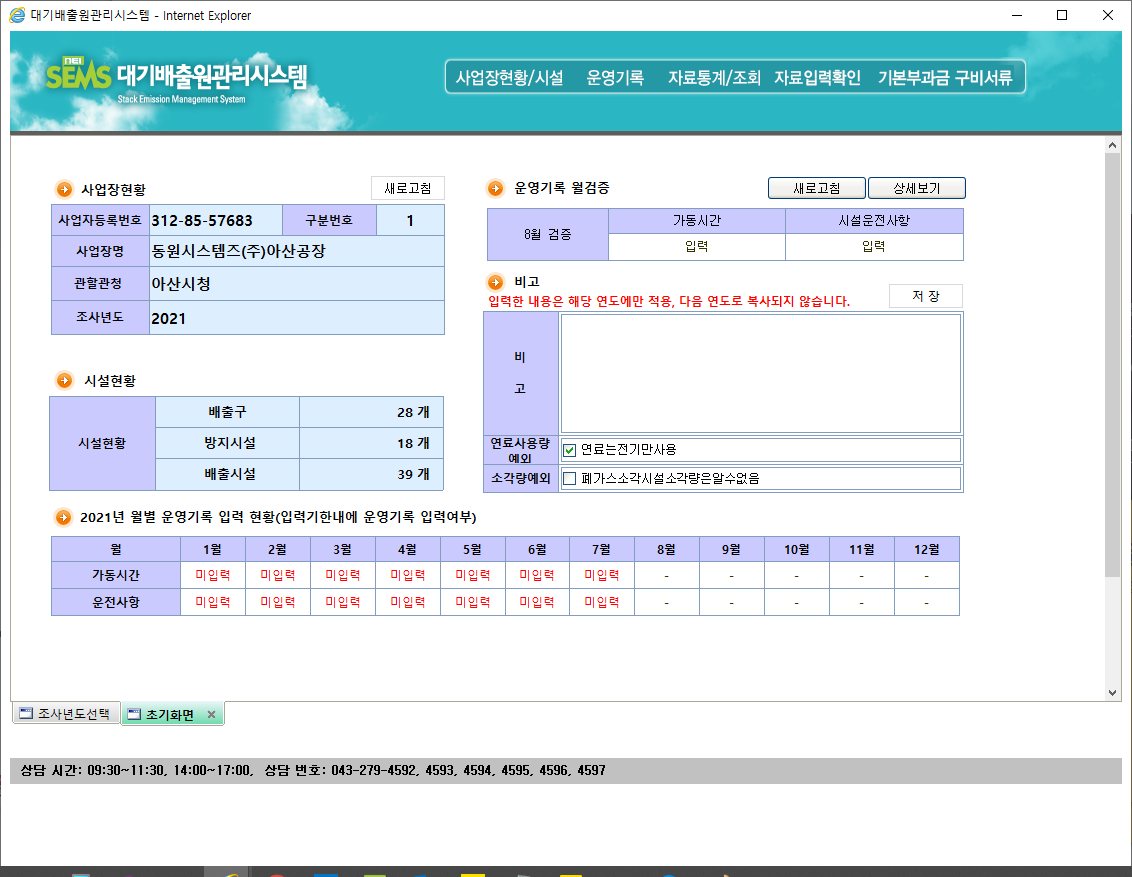 대기배출원관리시스템 - Internet Explorer
NEI
SEMS 대기배출원관리시스템
Stack Emission Management System
사업장현황/시설 운영기록 자료통계/조회 자료입력확인 기본부과금 구비서류
사업장현황 새로고침
사업자등록번호 312-85-57683 구분번호 1
사업장명 동원시스템즈(주)아산공장
관할관청 아산시청
조사년도 2021
시설현황
시설현황
배출구 28 개
방지시설 18 개
배출시설 39 개
운영기록 월검증 새로고침 상세보기
8월 검증
가동시간 시설운전사항
입력 입력
비고
입력한 내용은 해당 연도에만 적용, 다음 연도로 복사되지 않습니다. 저 장
비
고
연료사용량
예외
연료는전기만사용
소각량예외 폐가스소각시설소각량은알수없음
2021년 월별 운영기록 입력 현황(입력기한내에 운영기록 입력여부)
월 1월 2월 3월 4월 5월 6월 7월 8월 9월 10월 11월 12월
가동시간 미입력 미입력 미입력 미입력 미입력 미입력 미입력 - - - - -
운전사항 미입력 미입력 미입력 미입력 미입력 미입력 미입력 - - - - -
조사년도선택 초기화면
상담 시간: 09:30~11:30, 14:00~17:00, 상담 번호: 043-279-4592, 4593, 4594, 4595, 4596, 4597